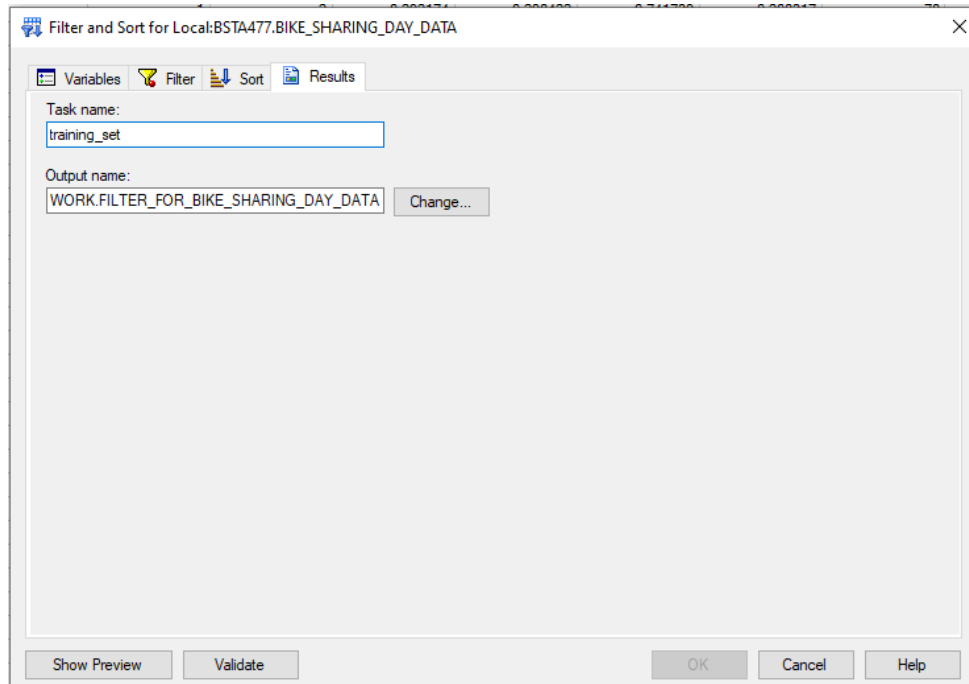 Filter and Sort for Local:BSTA477.BIKE_SHARING_DAY_DATA
Variables Filter Sort Results
Task name:
training_set
Output name:
WORK.FILTER_FOR_BIKE_SHARING_DAY_DATA Change...
Show Preview Validate OK Cancel Help